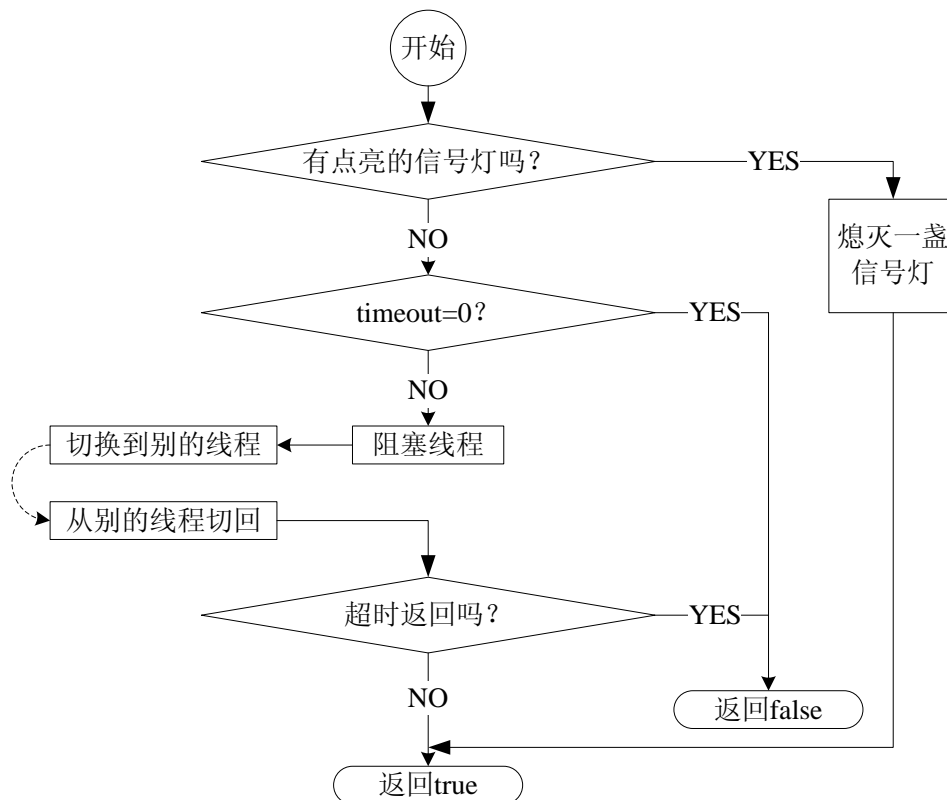 开始
有点亮的信号灯吗?
YES
NO
熄灭一盏
信号灯
timeout=0?
YES
NO
切换到别的线程
阻塞线程
从别的线程切回
超时返回吗?
YES
NO
返回false
返回true